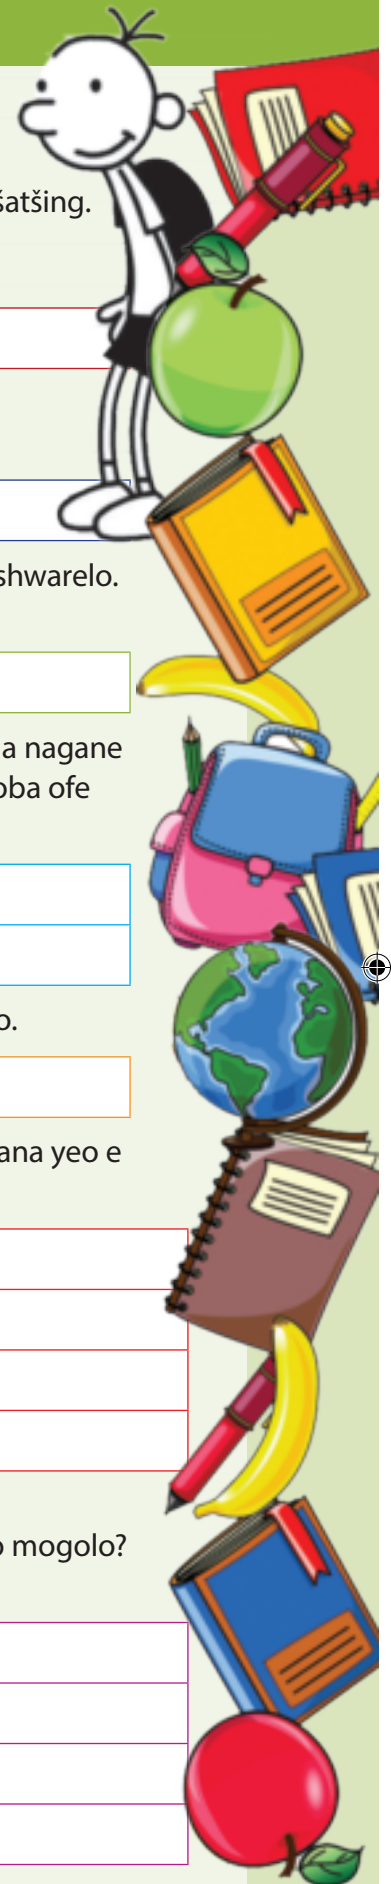 šatšing.
shwarelo.
a nagane
oba ofe
o.
ana yeo e
o mogolo?